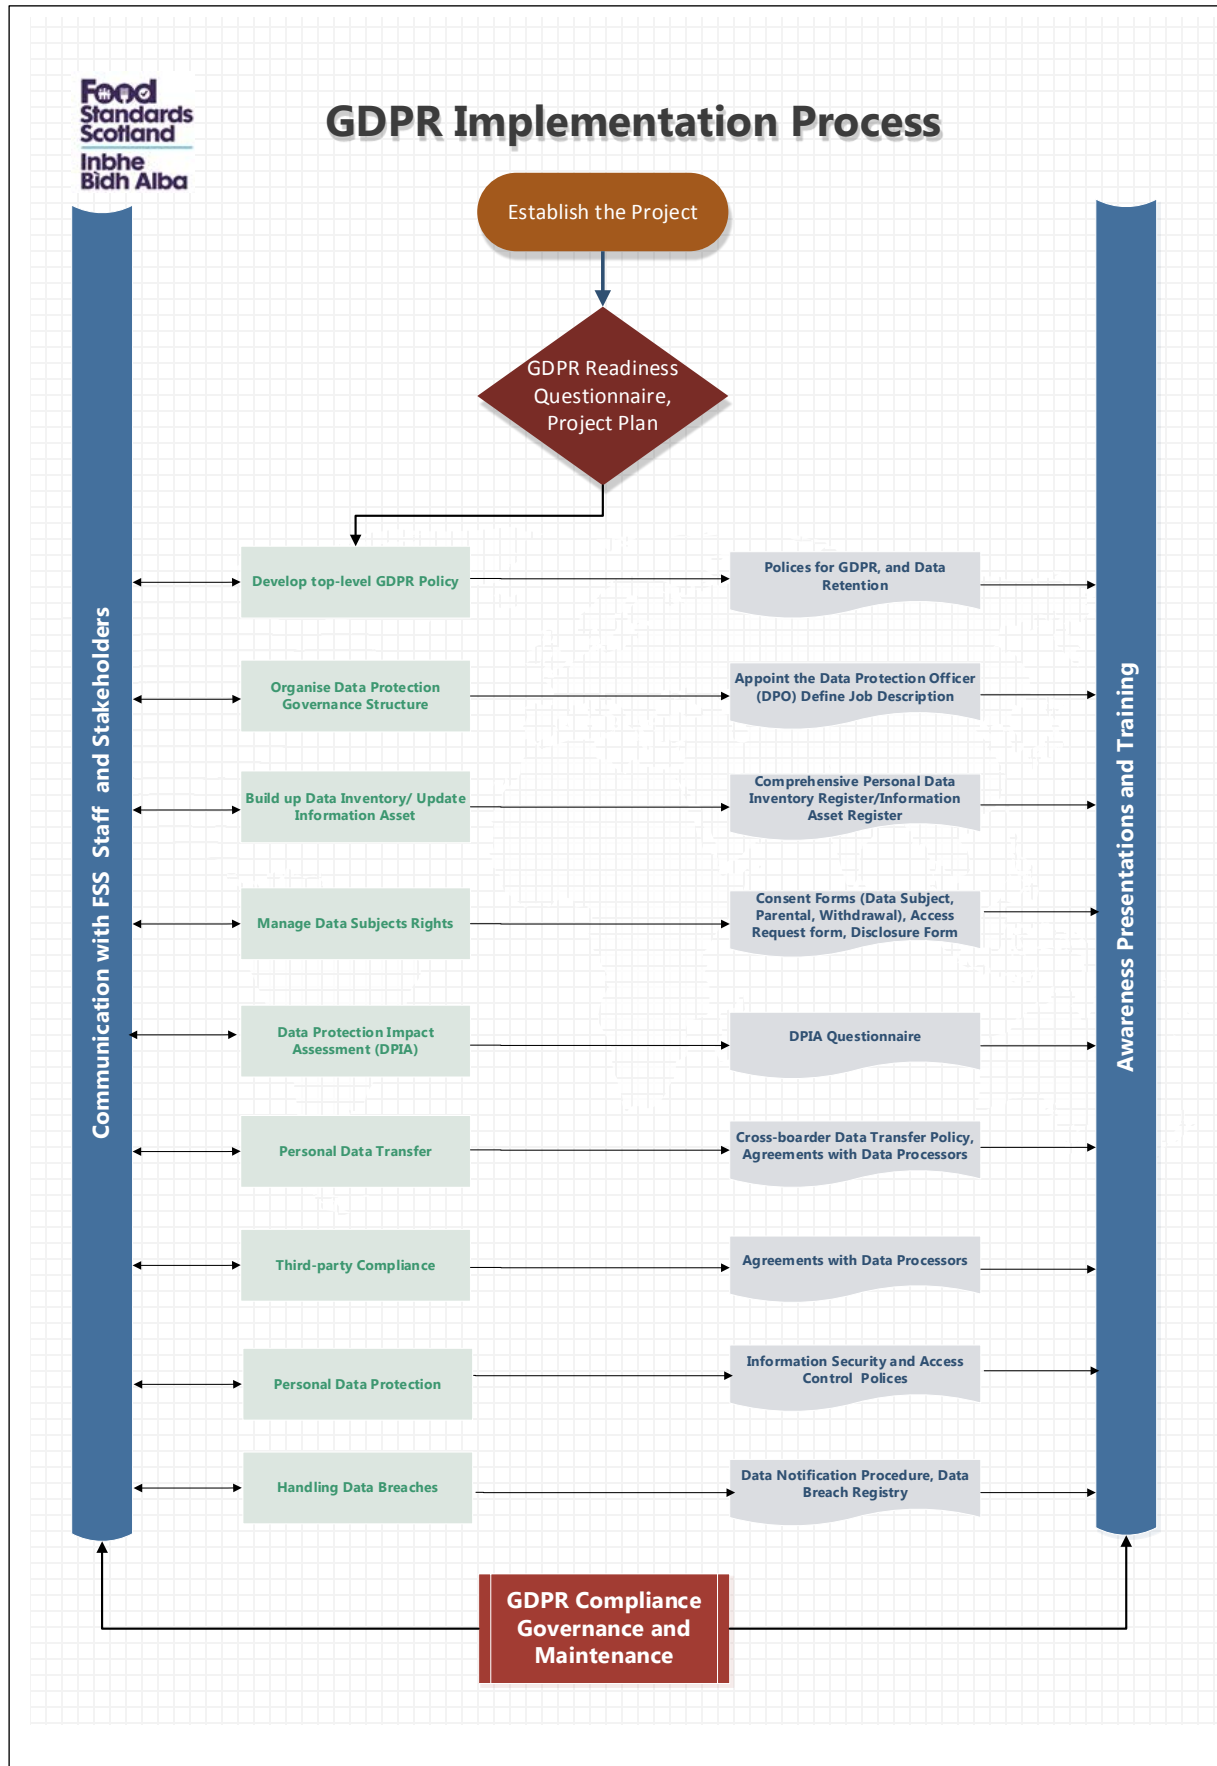 Food
Standards
Scotland
Inbhe
Bìdh Alba
GDPR Implementation Process
Establish the Project
GDPR Readiness
Questionnaire,
Project Plan
Communication with FSS Staff and Stakeholders
Awareness Presentations and Training
Develop top-level GDPR Policy
Polices for GDPR, and Data
Retention
Organise Data Protection
Governance Structure
Appoint the Data Protection Officer
(DPO) Define Job Description
Build up Data Inventory/ Update
Information Asset
Comprehensive Personal Data
Inventory Register/Information
Asset Register
Manage Data Subjects Rights
Consent Forms (Data Subject,
Parental, Withdrawal), Access
Request form, Disclosure Form
Data Protection Impact
Assessment (DPIA)
DPIA Questionnaire
Personal Data Transfer
Cross-boarder Data Transfer Policy,
Agreements with Data Processors
Third-party Compliance
Agreements with Data Processors
Personal Data Protection
Information Security and Access
Control Polices
Handling Data Breaches
Data Notification Procedure, Data
Breach Registry
GDPR Compliance
Governance and
Maintenance